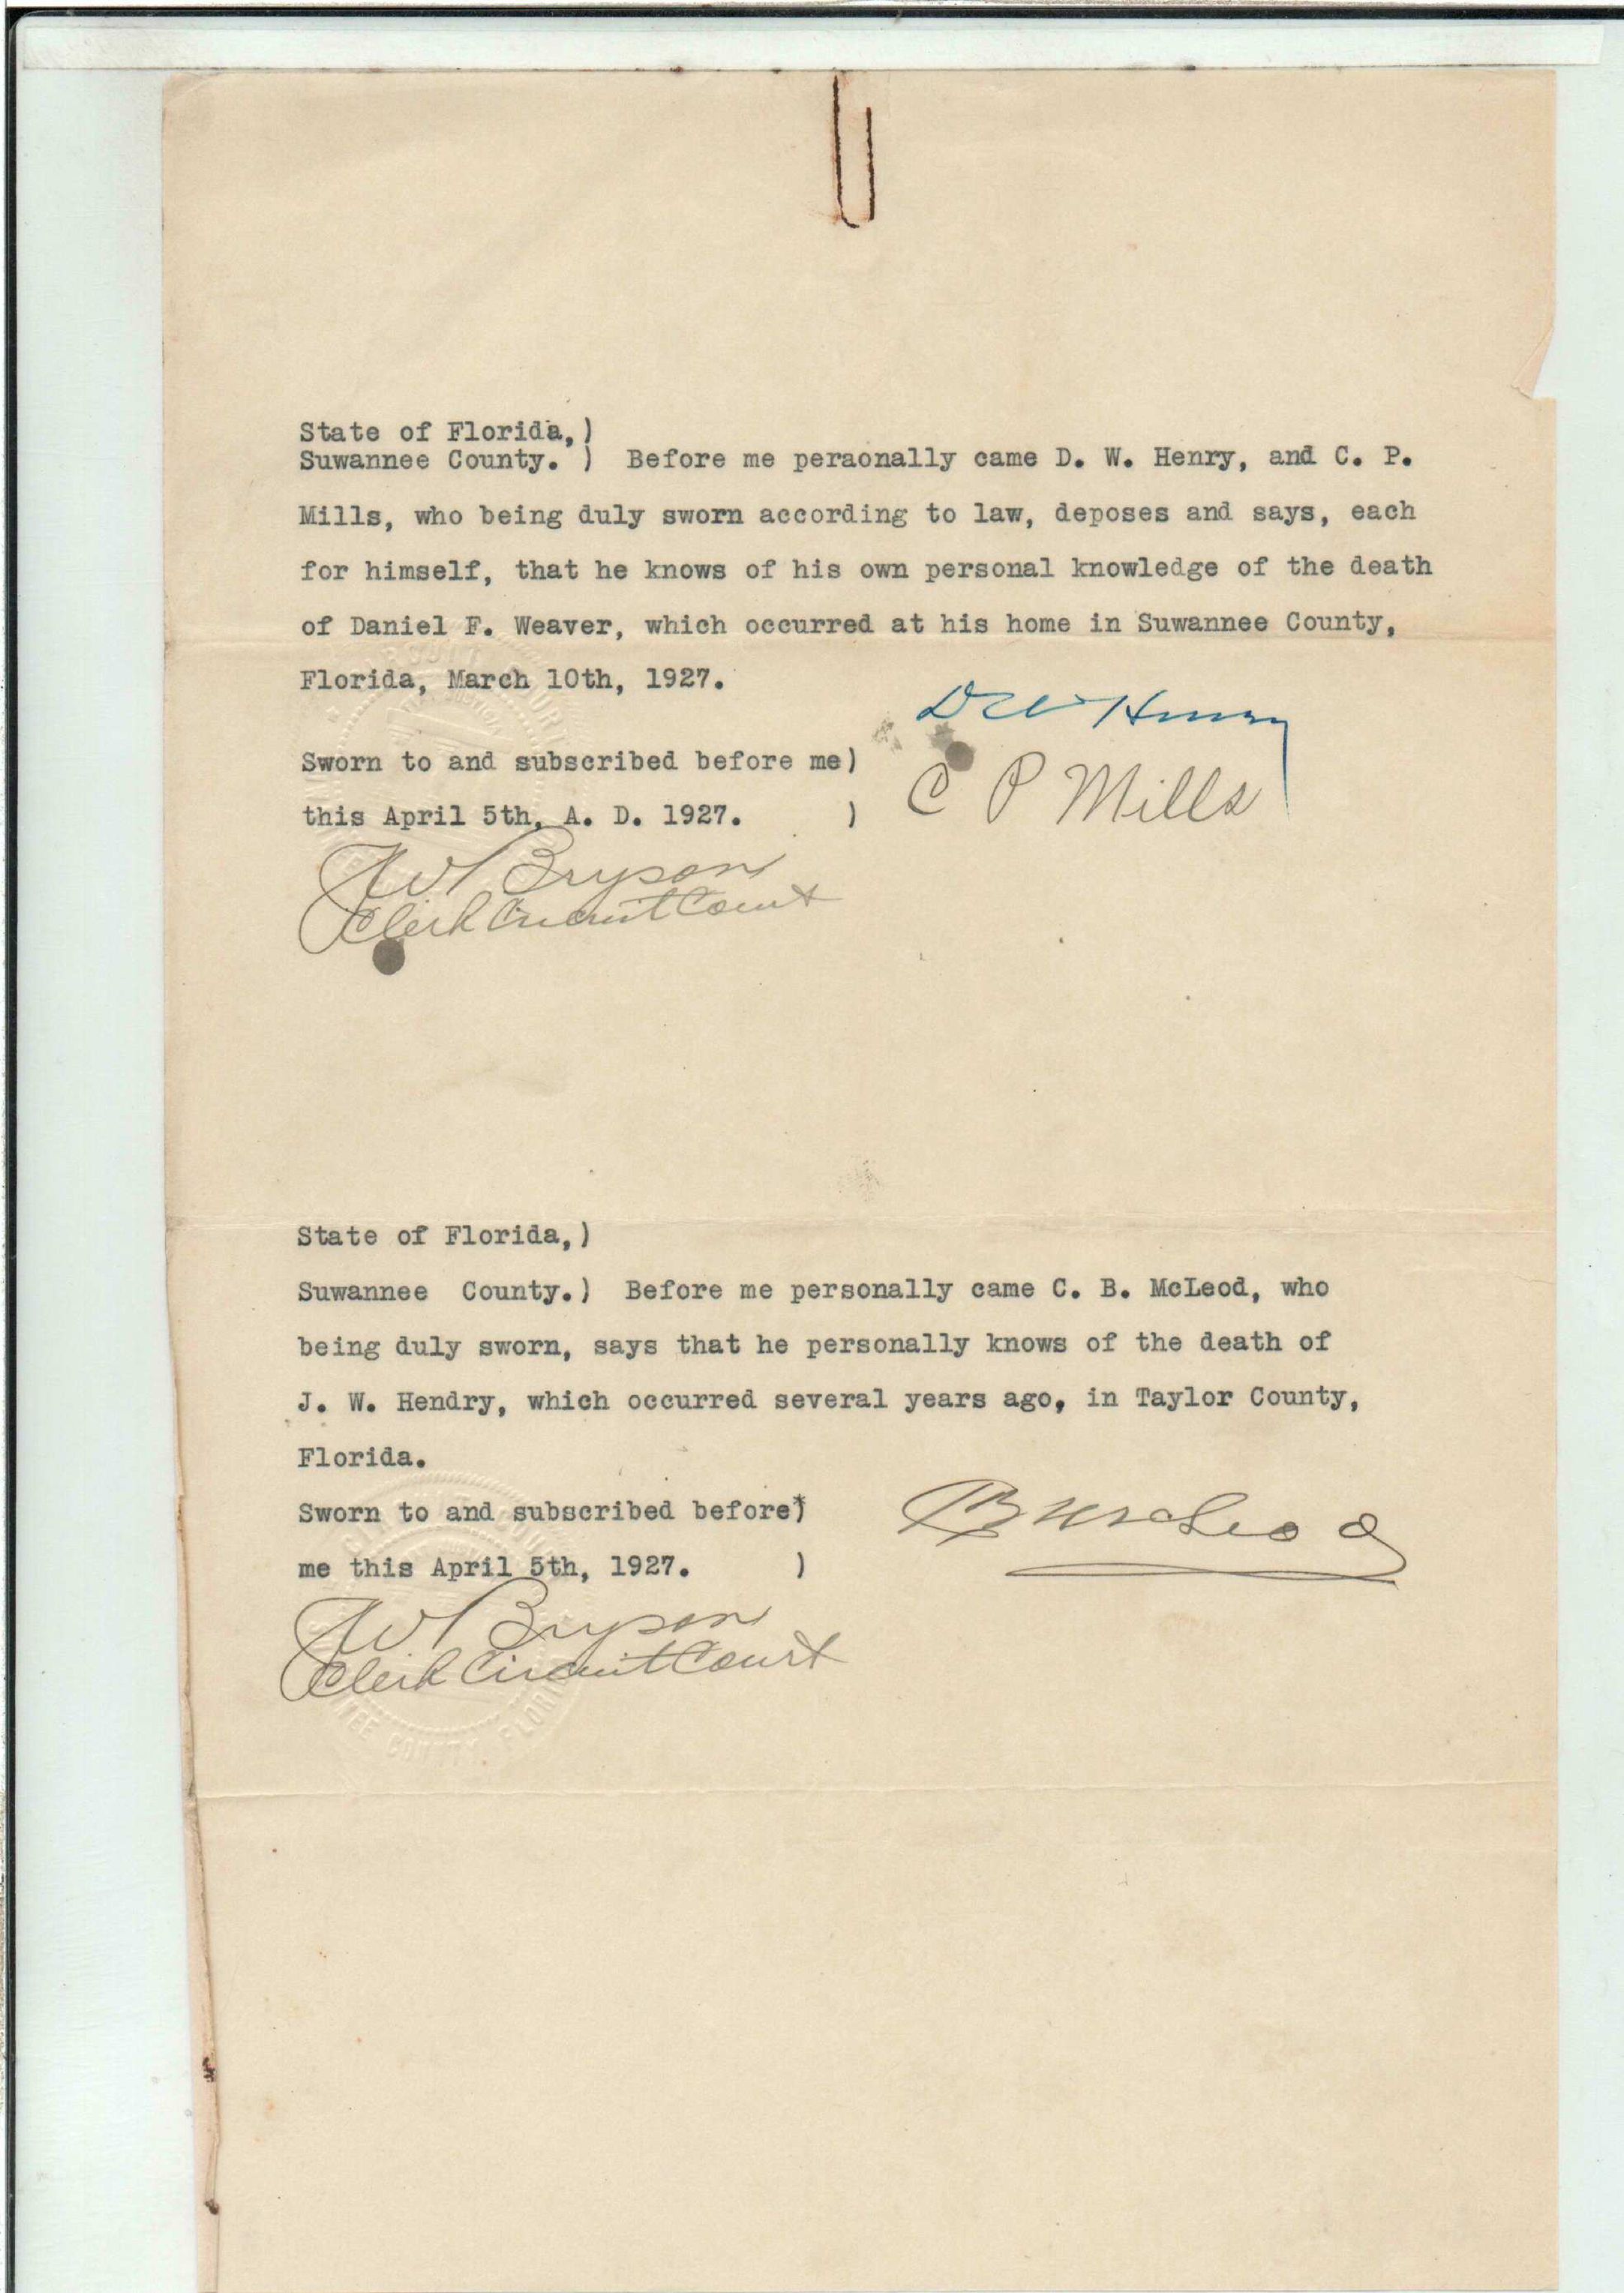 State of Florida,)
Suwannee County. ) Before me peraonally came D. W. Henry, and C. P.
Mills, who being duly sworn according to law, deposes and says, each
for himself, that he knows of his own personal knowledge of the death
of Daniel F. Weaver, which occurred at his home in Suwannee County,
Florida, March 10th, 1927.
D W Henry
Sworn to and subscribed before me)
C P Mills
this April 5th, A. D. 1927. )
JW Bryson
Clerk Circuit Court
State of Florida,)
Suwannee County.) Before me personally came C. B. McLeod, who
being duly sworn, says that he personally knows of the death of
J. W. Hendry, which occurred several years ago, in Taylor County,
Florida.
Sworn to and subscribed before)
CB McLeod
me this April 5th, 1927. )
JW Bryson
Clerk Circuit Court
COUNTY, FLORIDA